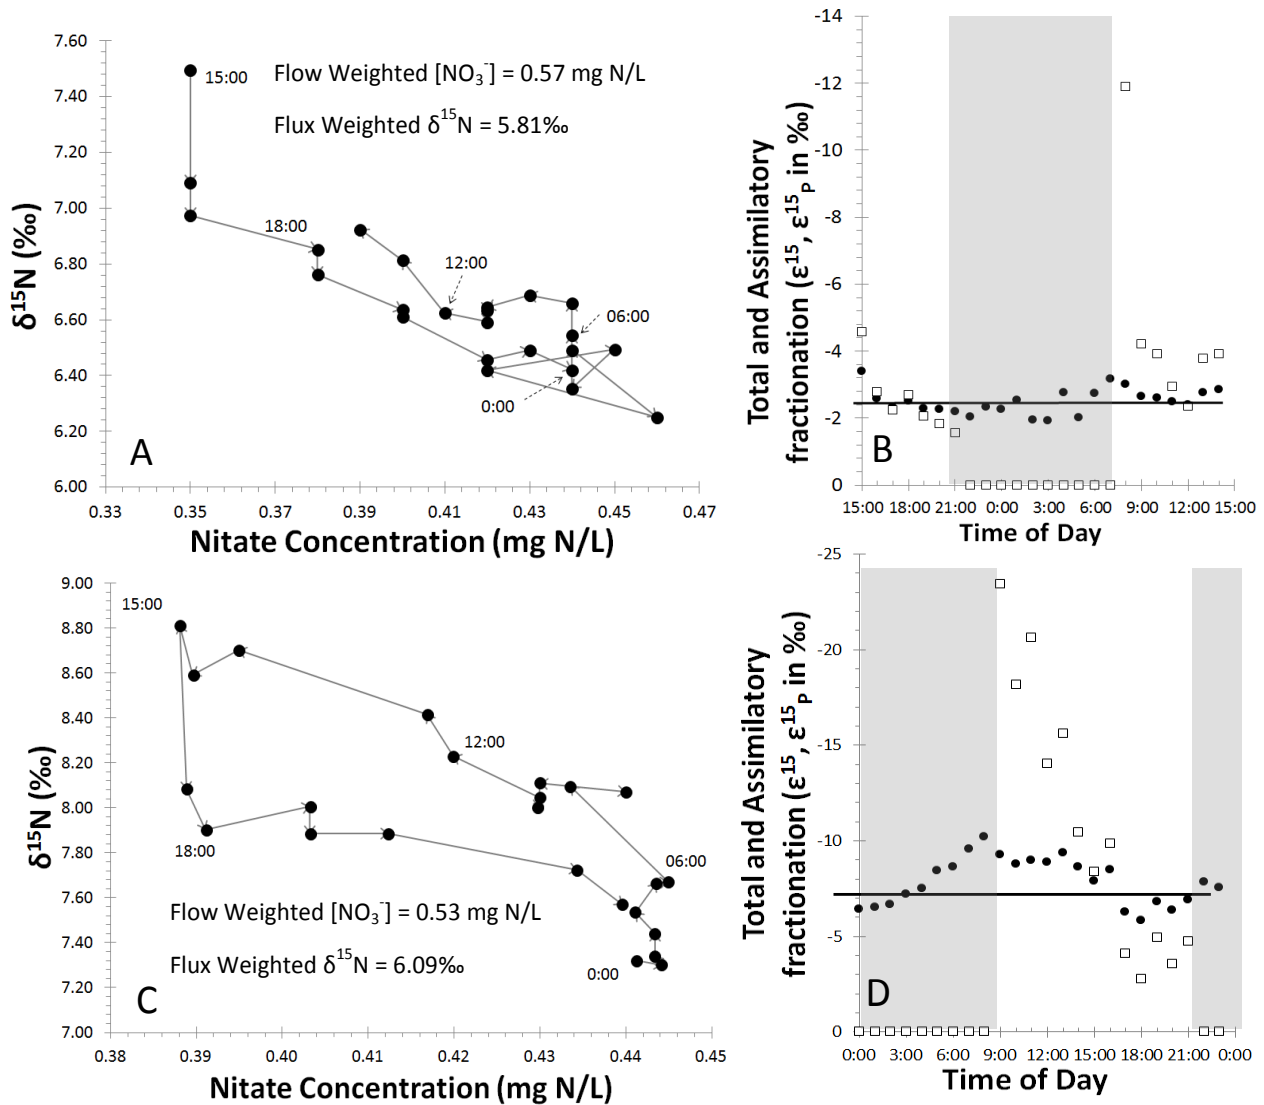 7.60
7.40
7.20
7.00
6.80
6.60
6.40
6.20
6.00
δ15N (‰)
15:00
Flow Weighted [NO3-] = 0.57 mg N/L
Flux Weighted δ15N = 5.81‰
18:00
12:00
06:00
0:00
A
0.33 0.35 0.37 0.39 0.41 0.43 0.45 0.47
Nitate Concentration (mg N/L)
-14
-12
-10
-8
-6
-4
-2
0
Total and Assimilatory
fractionation (ε15, ε15P in ‰)
B
15:00 18:00 21:00 0:00 3:00 6:00 9:00 12:00 15:00
Time of Day
9.00
8.80
8.60
8.40
8.20
8.00
7.80
7.60
7.40
7.20
7.00
δ15N (‰)
15:00
12:00
18:00
06:00
Flow Weighted [NO3-] = 0.53 mg N/L
Flux Weighted δ15N = 6.09‰
0:00
C
0.38 0.39 0.40 0.41 0.42 0.43 0.44 0.45
Nitate Concentration (mg N/L)
-25
-20
-15
-10
-5
0
Total and Assimilatory
fractionation (ε15, ε15P in ‰)
D
0:00 3:00 6:00 9:00 12:00 15:00 18:00 21:00 0:00
Time of Day